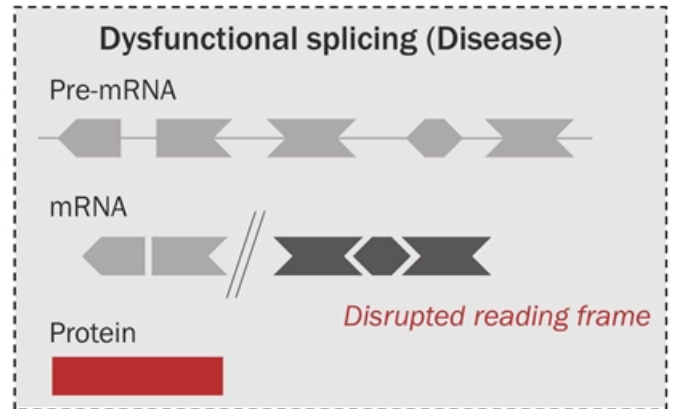 Dysfunctional splicing (Disease)
Pre-mRNA
mRNA
Disrupted reading frame
Protein